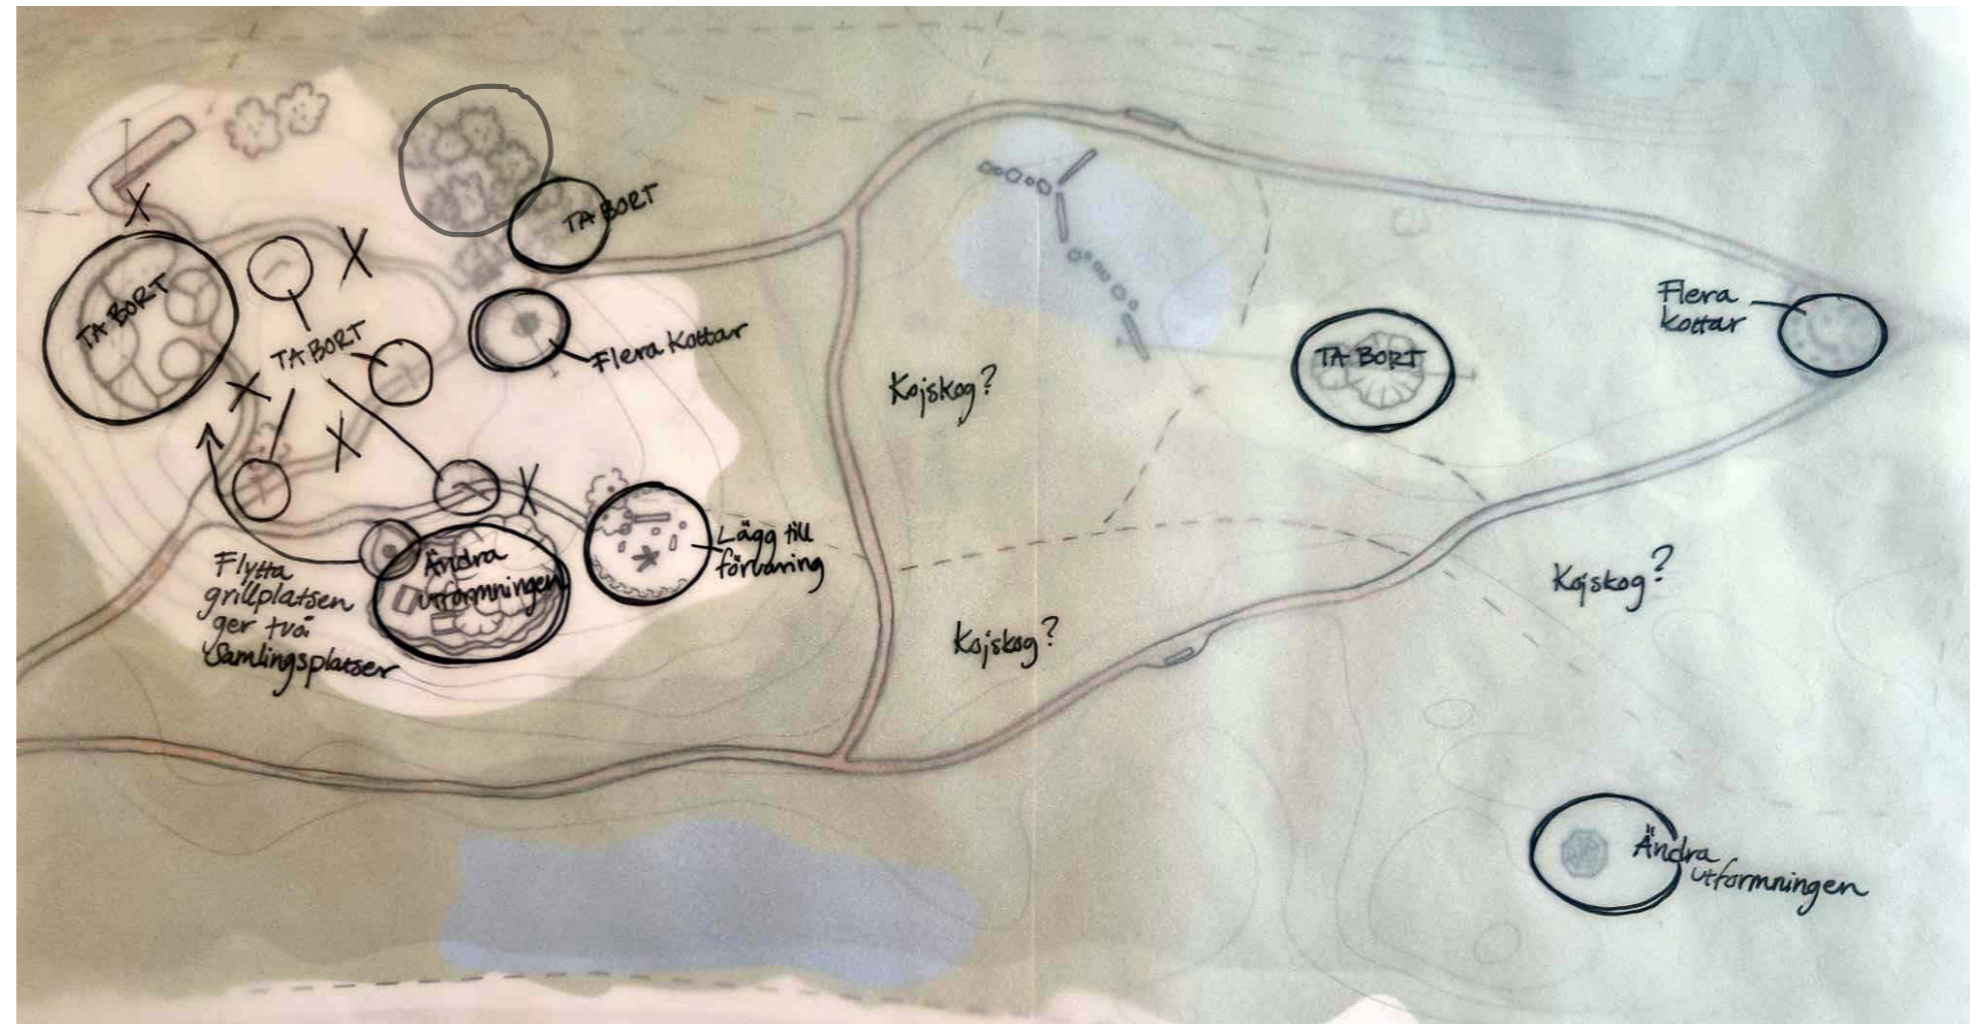 TA BORT
TA BORT
TA BORT
Flera Kottar
Kojskog?
TA BORT
Flera
kottar
Lägg till
förvaring
Ändra
utformningen
Flytta
grillplatsen
ger två
Samlingsplatser
Kojskog?
Kojskog?
Ändra
utformningen